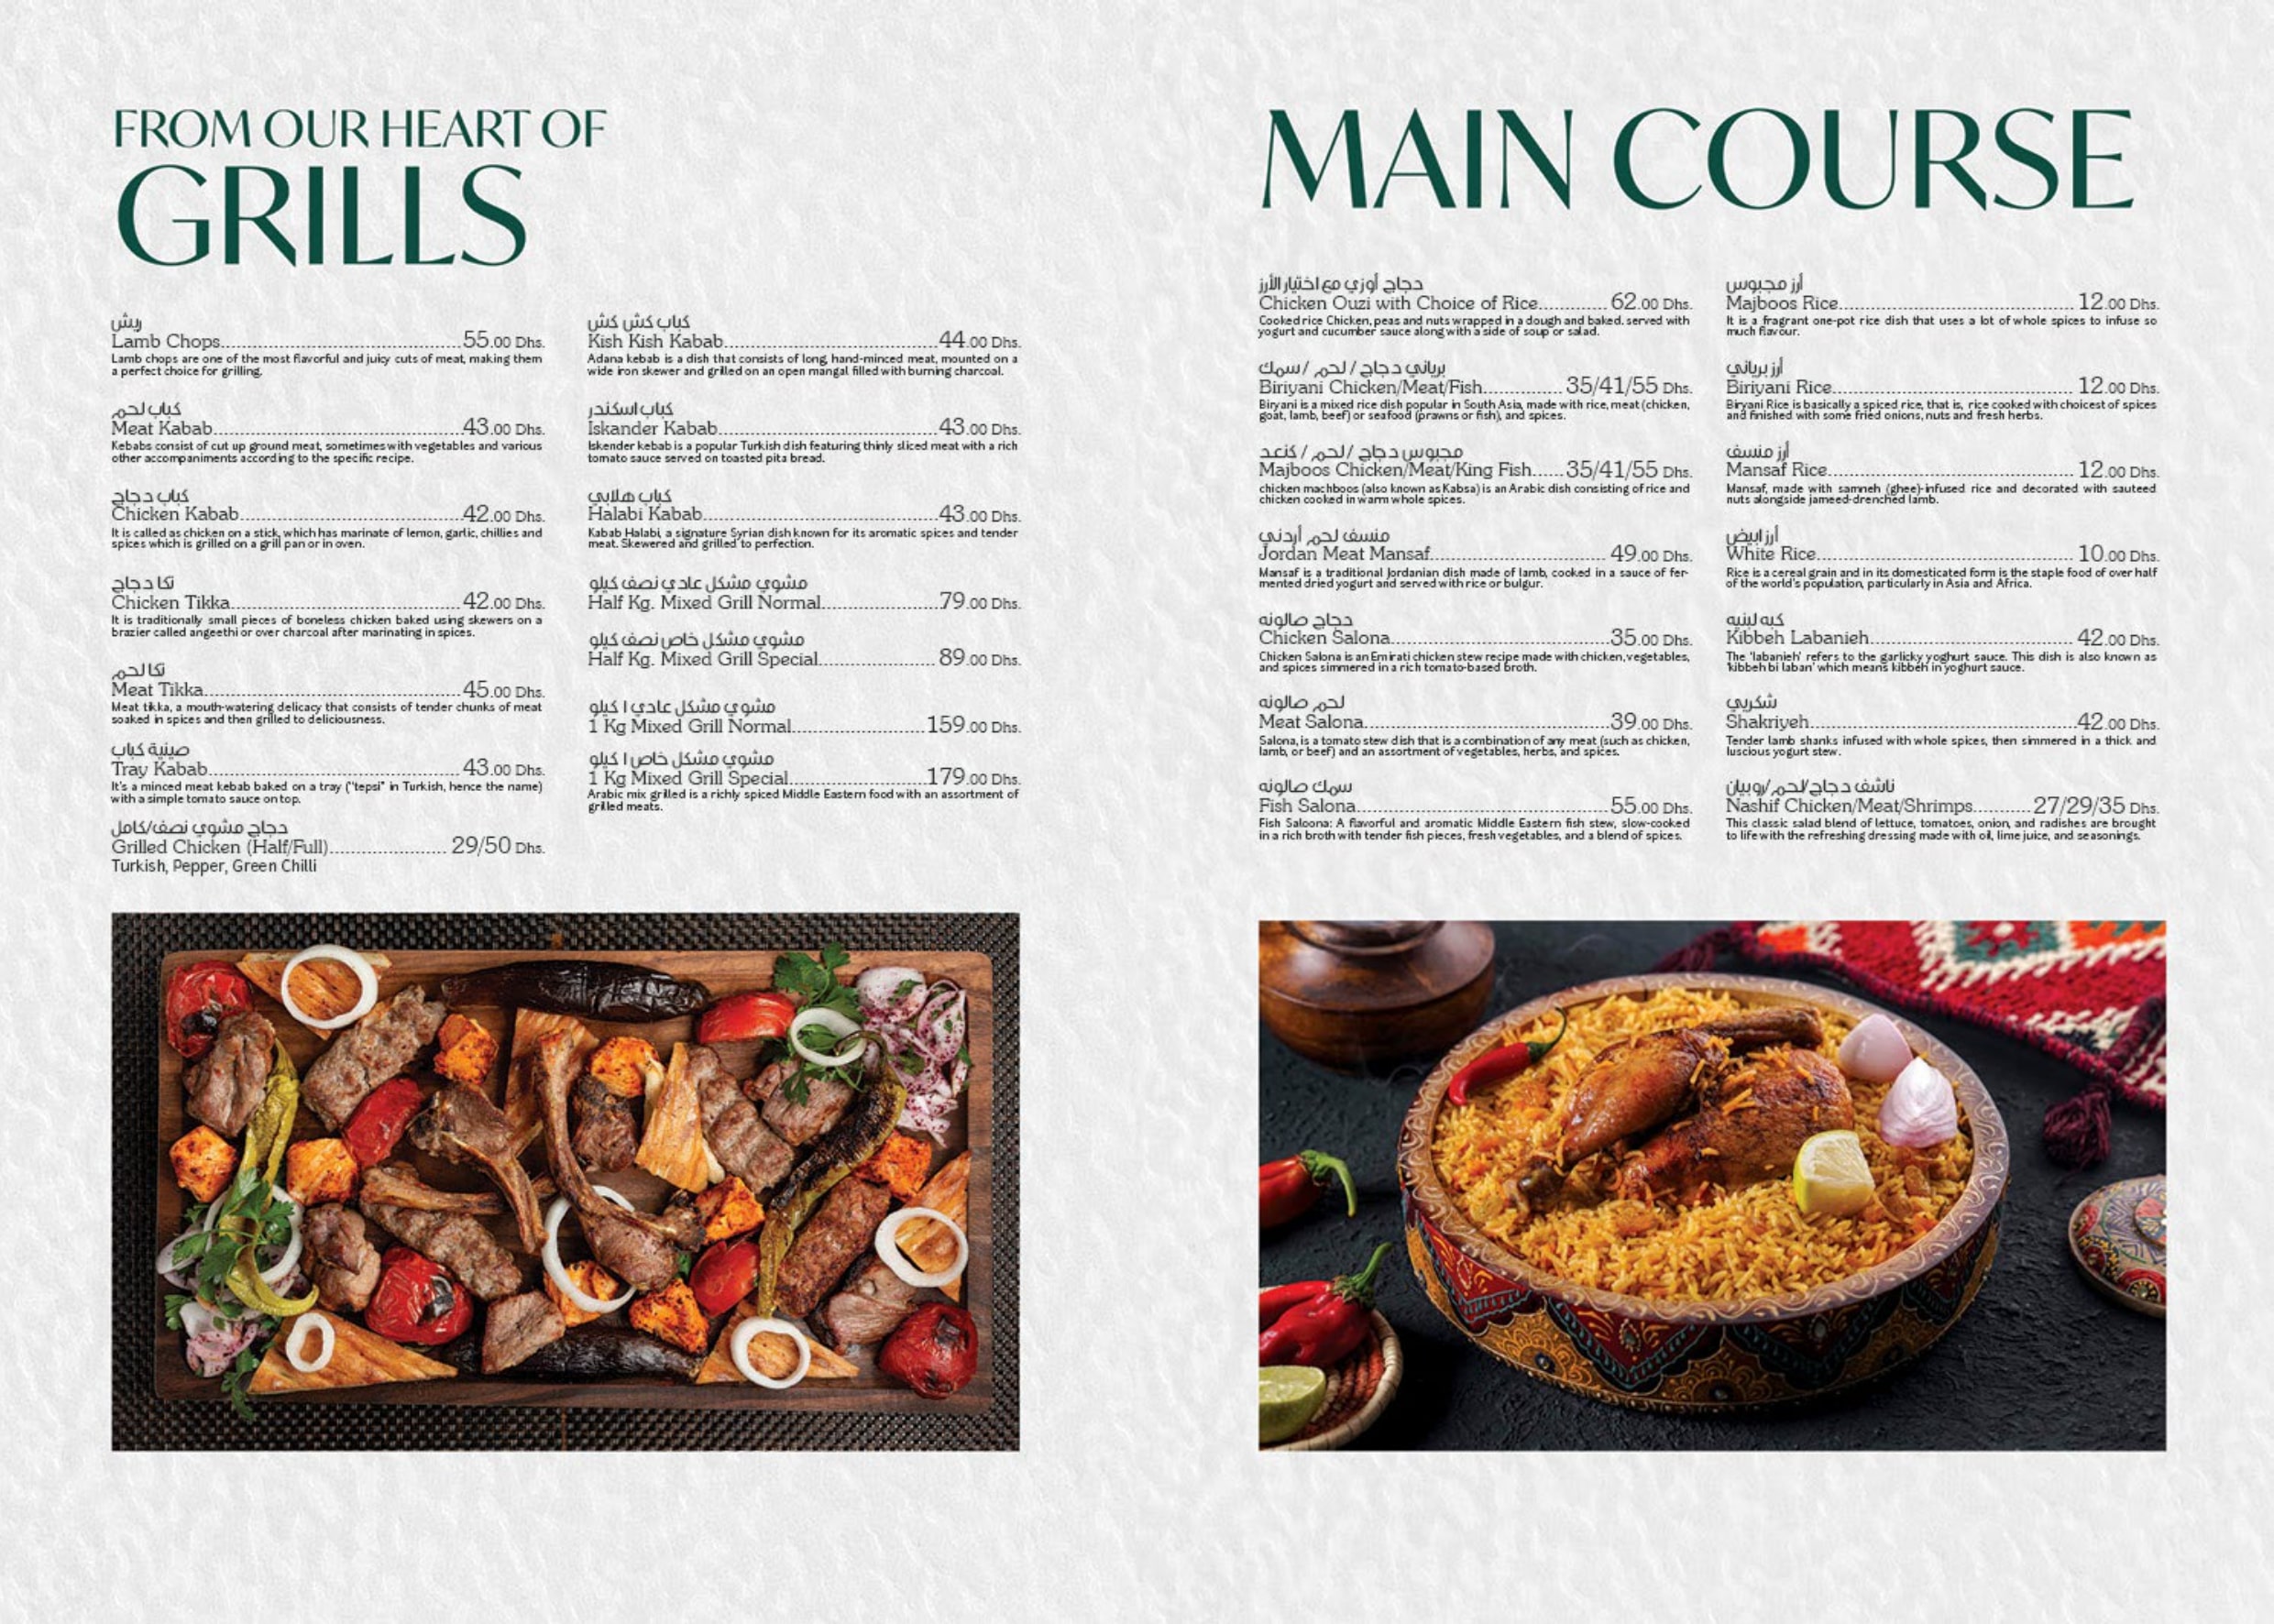 FROM OUR HEART OF
GRILLS
ريش
Lamb Chops 55.00 Dhs.
Lamb chops are one of the most flavorful and juicy cuts of meat, making them
a perfect choice for grilling.
كباب لحم
Meat Kabab 43.00 Dhs.
Kebabs consist of cut up ground meat, sometimes with vegetables and various
other accompaniments according to the specific recipe.
كباب دجاج
Chicken Kabab 42.00 Dhs.
It is called as chicken on a stick, which has marinate of lemon, garlic, chillies and
spices which is grilled on a grill pan or in oven.
تكا دجاج
Chicken Tikka 42.00 Dhs.
It is traditionally small pieces of boneless chicken baked using skewers on a
brazier called angeethi or over charcoal after marinating in spices.
تكا لحم
Meat Tikka 45.00 Dhs.
Meat tikka, a mouth-watering delicacy that consists of tender chunks of meat
soaked in spices and then grilled to deliciousness.
صينية كباب
Tray Kabab 43.00 Dhs.
It's a minced meat kebab baked on a tray ("tepsi" in Turkish, hence the name)
with a simple tomato sauce on top.
دجاج مشوي نصف/كامل
Grilled Chicken (Half/Full) 29/50 Dhs.
Turkish, Pepper, Green Chilli
كباب كش كش
Kish Kish Kabab 44.00 Dhs.
Adana kebab is a dish that consists of long, hand-minced meat, mounted on a
wide iron skewer and grilled on an open mangal filled with burning charcoal.
كباب اسكندر
Iskander Kabab 43.00 Dhs.
Iskender kebab is a popular Turkish dish featuring thinly sliced meat with a rich
tomato sauce served on toasted pita bread.
كباب هلابي
Halabi Kabab 43.00 Dhs.
Kabab Halabi, a signature Syrian dish known for its aromatic spices and tender
meat. Skewered and grilled to perfection.
مشوي مشكل عادي نصف كيلو
Half Kg. Mixed Grill Normal 79.00 Dhs.
مشوي مشكل خاص نصف كيلو
Half Kg. Mixed Grill Special 89.00 Dhs.
مشوي مشكل عادي ١ كيلو
1 Kg Mixed Grill Normal 159.00 Dhs.
مشوي مشكل خاص ١ كيلو
1 Kg Mixed Grill Special 179.00 Dhs.
Arabic mix grilled is a richly spiced Middle Eastern food with an assortment of
grilled meats.
MAIN COURSE
دجاج أوزي مع اختيار الأرز
Chicken Ouzi with Choice of Rice 62.00 Dhs.
Cooked rice Chicken, peas and nuts wrapped in a dough and baked. served with
yogurt and cucumber sauce along with a side of soup or salad.
برياني دجاج / لحم / سمك
Biriyani Chicken/Meat/Fish 35/41/55 Dhs.
Biryani is a mixed rice dish popular in South Asia, made with rice, meat (chicken,
goat, lamb, beef) or seafood (prawns or fish), and spices.
مجبوس دجاج /لحم / كنعد
Majboos Chicken/Meat/King Fish 35/41/55 Dhs.
chicken machboos (also known as Kabsa) is an Arabic dish consisting of rice and
chicken cooked in warm whole spices.
منسف لحم أردني
Jordan Meat Mansaf 49.00 Dhs.
Mansaf is a traditional Jordanian dish made of lamb, cooked in a sauce of fer-
mented dried yogurt and served with rice or bulgur.
دجاج صالونه
Chicken Salona 35.00 Dhs.
Chicken Salona is an Emirati chicken stew recipe made with chicken, vegetables,
and spices simmered in a rich tomato-based broth.
لحم صالونه
Meat Salona 39.00 Dhs.
Salona, is a tomato stew dish that is a combination of any meat (such as chicken,
lamb, or beef) and an assortment of vegetables, herbs, and spices.
سمك صالونه
Fish Salona 55.00 Dhs.
Fish Saloona: A flavorful and aromatic Middle Eastern fish stew, slow-cooked
in a rich broth with tender fish pieces, fresh vegetables, and a blend of spices.
أرز مجبوس
Majboos Rice 12.00 Dhs.
It is a fragrant one-pot rice dish that uses a lot of whole spices to infuse so
much flavour.
أرز برياني
Biriyani Rice 12.00 Dhs.
Biryani Rice is basically a spiced rice, that is, rice cooked with choicest of spices
and finished with some fried onions, nuts and fresh herbs.
أرز منسف
Mansaf Rice 12.00 Dhs.
Mansaf, made with samneh (ghee)-infused rice and decorated with sauteed
nuts alongside jameed-drenched lamb.
أرز ابيض
White Rice 10.00 Dhs.
Rice is a cereal grain and in its domesticated form is the staple food of over half
of the world's population, particularly in Asia and Africa.
كبه لبنيه
Kibbeh Labanieh 42.00 Dhs.
The 'labanieh' refers to the garlicky yoghurt sauce. This dish is also known as
'kibbeh bi laban' which means kibbeh in yoghurt sauce.
شكربي
Shakriyeh 42.00 Dhs.
Tender lamb shanks infused with whole spices, then simmered in a thick and
luscious yogurt stew.
ناشف دجاج/لحم/روبيان
Nashif Chicken/Meat/Shrimps 27/29/35 Dhs.
This classic salad blend of lettuce, tomatoes, onion, and radishes are brought
to life with the refreshing dressing made with oil, lime juice, and seasonings.